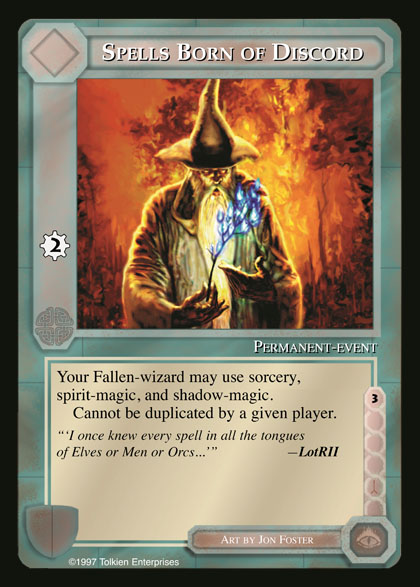 Spells Born of Discord
2
Permanent-event
Your Fallen-wizard may use sorcery,
spirit-magic, and shadow-magic.
Cannot be duplicated by a given player.
3
“‘I once knew every spell in all the tongues
of Elves or Men or Orcs...’” —LotRII
Art by Jon Foster
©1997 Tolkien Enterprises